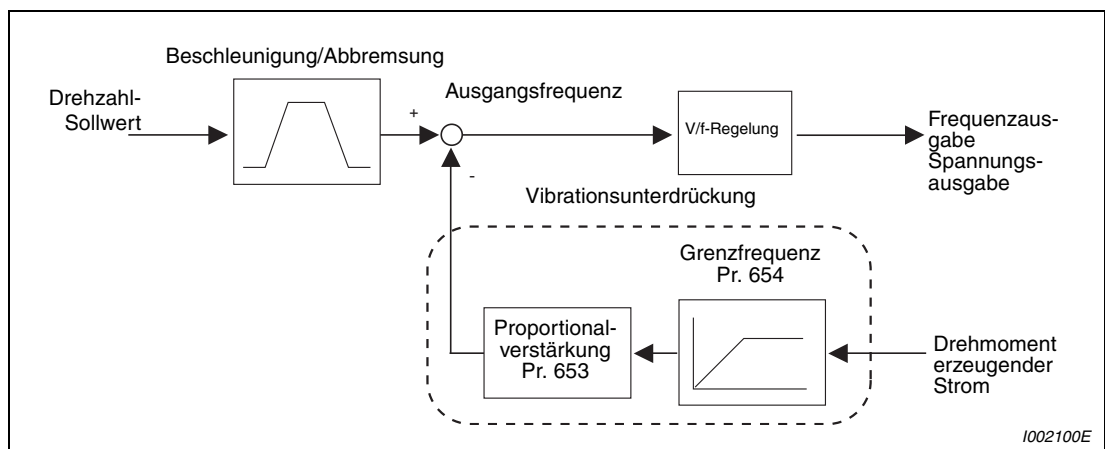 Beschleunigung/Abbremsung
Drehzahl-
Sollwert
+
Ausgangsfrequenz
V/f-Regelung
Frequenzaus-
gabe
Spannungs-
ausgabe
-
Vibrationsunterdrückung
Grenzfrequenz
Pr. 654
Proportional-
verstärkung
Pr. 653
Drehmoment
erzeugender
Strom
I002100E